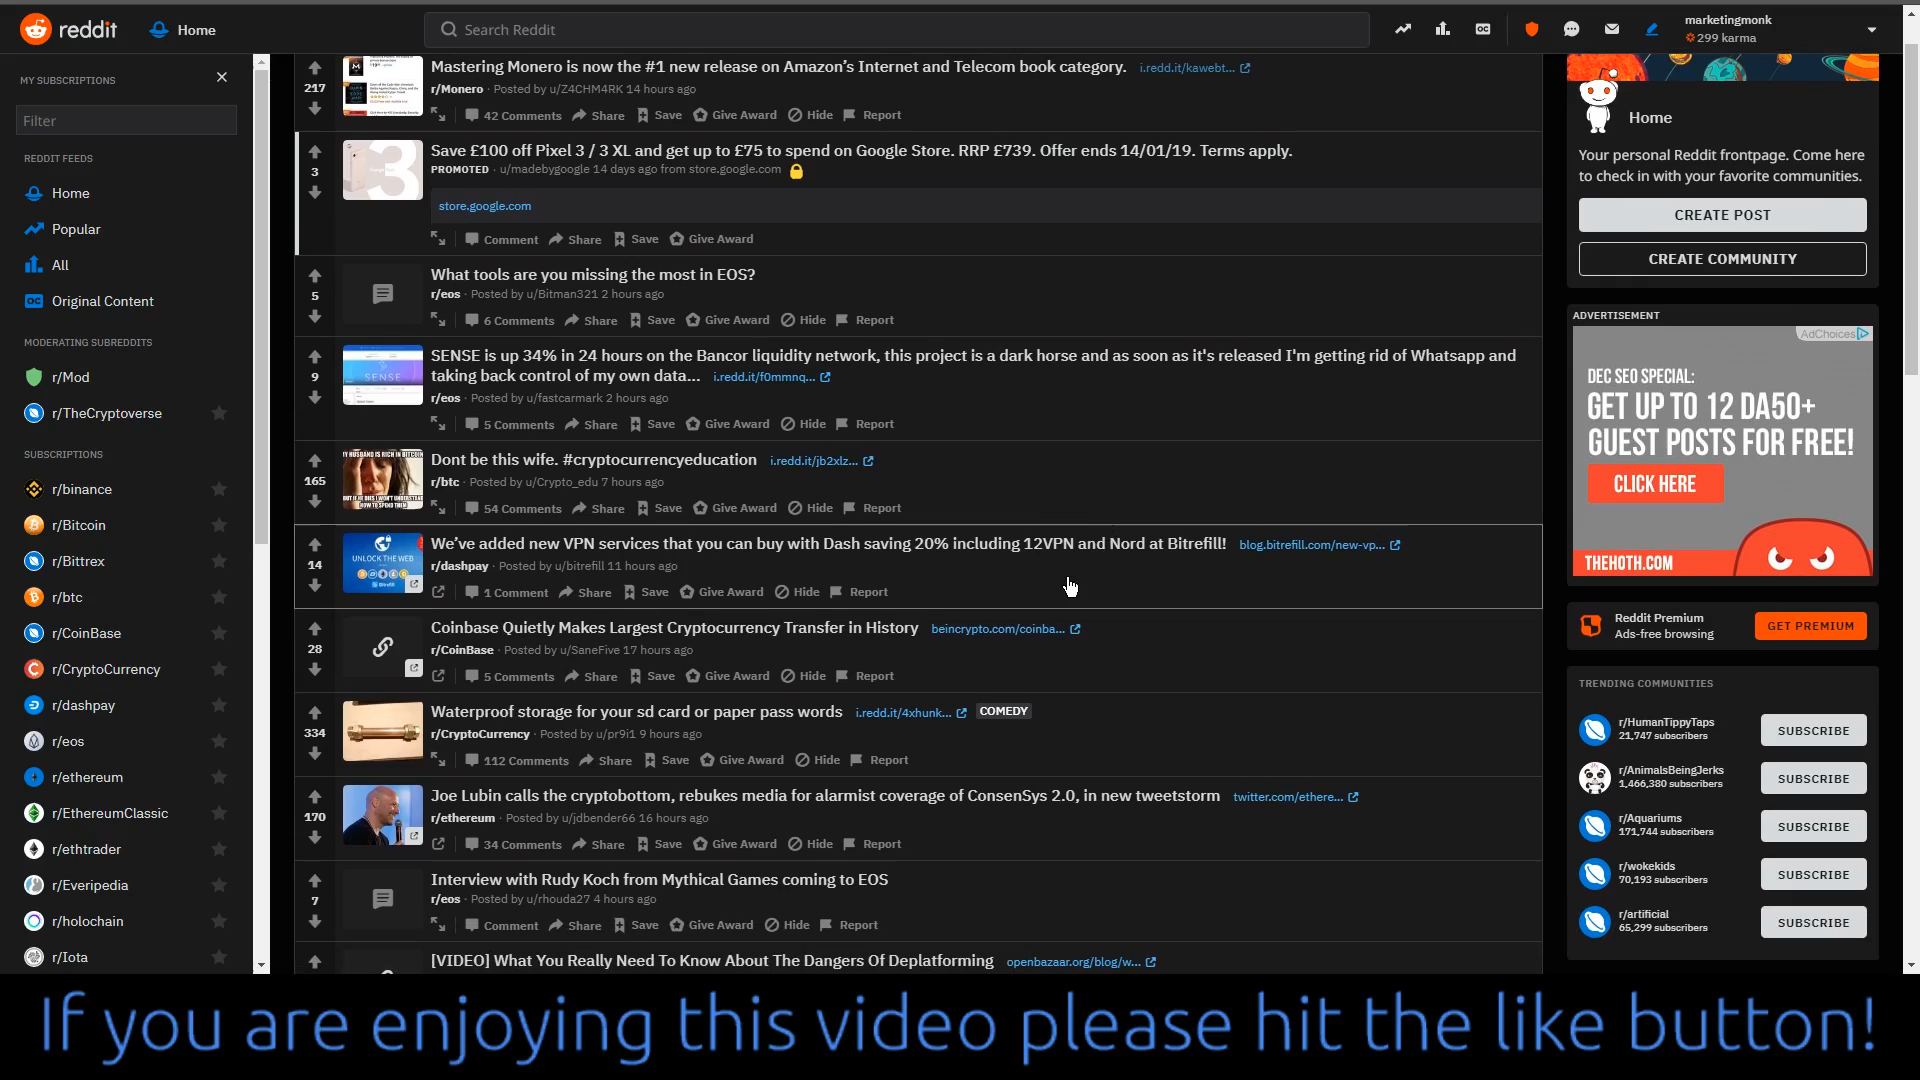 reddit
Home
Search Reddit
marketingmonk
299 karma
MY SUBSCRIPTIONS
Filter
REDDIT FEEDS
Home
Popular
All
Original Content
MODERATING SUBREDDITS
r/Mod
r/TheCryptoverse
SUBSCRIPTIONS
r/binance
r/Bitcoin
r/Bittrex
r/btc
r/CoinBase
r/CryptoCurrency
r/dashpay
r/eos
r/ethereum
r/EthereumClassic
r/ethtrader
r/Everipedia
r/holochain
r/Iota
217
Mastering Monero is now the #1 new release on Amazon's Internet and Telecom book category. i.redd.it/kawebt...
r/Monero · Posted by u/Z4CHM4RK 14 hours ago
42 Comments Share Save Give Award Hide Report
3
Save £100 off Pixel 3 / 3 XL and get up to £75 to spend on Google Store. RRP £739. Offer ends 14/01/19. Terms apply.
PROMOTED · u/madebygoogle 14 days ago from store.google.com
store.google.com
Comment Share Save Give Award
5
What tools are you missing the most in EOS?
r/eos · Posted by u/Bitman321 2 hours ago
6 Comments Share Save Give Award Hide Report
9
SENSE
SENSE is up 34% in 24 hours on the Bancor liquidity network, this project is a dark horse and as soon as it's released I'm getting rid of Whatsapp and
taking back control of my own data... i.redd.it/f0mmnq...
r/eos · Posted by u/fastcarmark 2 hours ago
5 Comments Share Save Give Award Hide Report
165
MY HUSBAND IS RICH IN BITCOIN
BUT IF HE DIES I WON'T UNDERSTAND
HOW TO SPEND THEM
Dont be this wife. #cryptocurrencyeducation i.redd.it/jb2xlz...
r/btc · Posted by u/Crypto_edu 7 hours ago
54 Comments Share Save Give Award Hide Report
14
UNLOCK THE WEB
Bitrefill
We've added new VPN services that you can buy with Dash saving 20% including 12VPN and Nord at Bitrefill! blog.bitrefill.com/new-vp...
r/dashpay · Posted by u/bitrefill 11 hours ago
1 Comment Share Save Give Award Hide Report
28
Coinbase Quietly Makes Largest Cryptocurrency Transfer in History beincrypto.com/coinba...
r/CoinBase · Posted by u/SaneFive 17 hours ago
5 Comments Share Save Give Award Hide Report
334
Waterproof storage for your sd card or paper pass words i.redd.it/4xhunk... COMEDY
r/CryptoCurrency · Posted by u/pr9i1 9 hours ago
112 Comments Share Save Give Award Hide Report
170
Joe Lubin calls the cryptobottom, rebukes media for alarmist coverage of ConsenSys 2.0, in new tweetstorm twitter.com/ethere...
r/ethereum · Posted by u/jdbender66 16 hours ago
34 Comments Share Save Give Award Hide Report
7
Interview with Rudy Koch from Mythical Games coming to EOS
r/eos · Posted by u/rhouda27 4 hours ago
Comment Share Save Give Award Hide Report
[VIDEO] What You Really Need To Know About The Dangers Of Deplatforming openbazaar.org/blog/w...
Home
Your personal Reddit frontpage. Come here
to check in with your favorite communities.
CREATE POST
CREATE COMMUNITY
ADVERTISEMENT
AdChoices
DEC SEO SPECIAL:
GET UP TO 12 DA50+
GUEST POSTS FOR FREE!
CLICK HERE
THEHOTH.COM
Reddit Premium
Ads-free browsing
GET PREMIUM
TRENDING COMMUNITIES
r/HumanTippyTaps
21,747 subscribers
SUBSCRIBE
r/AnimalsBeingJerks
1,466,380 subscribers
SUBSCRIBE
r/Aquariums
171,744 subscribers
SUBSCRIBE
r/wokekids
70,193 subscribers
SUBSCRIBE
r/artificial
65,299 subscribers
SUBSCRIBE
If you are enjoying this video please hit the like button!